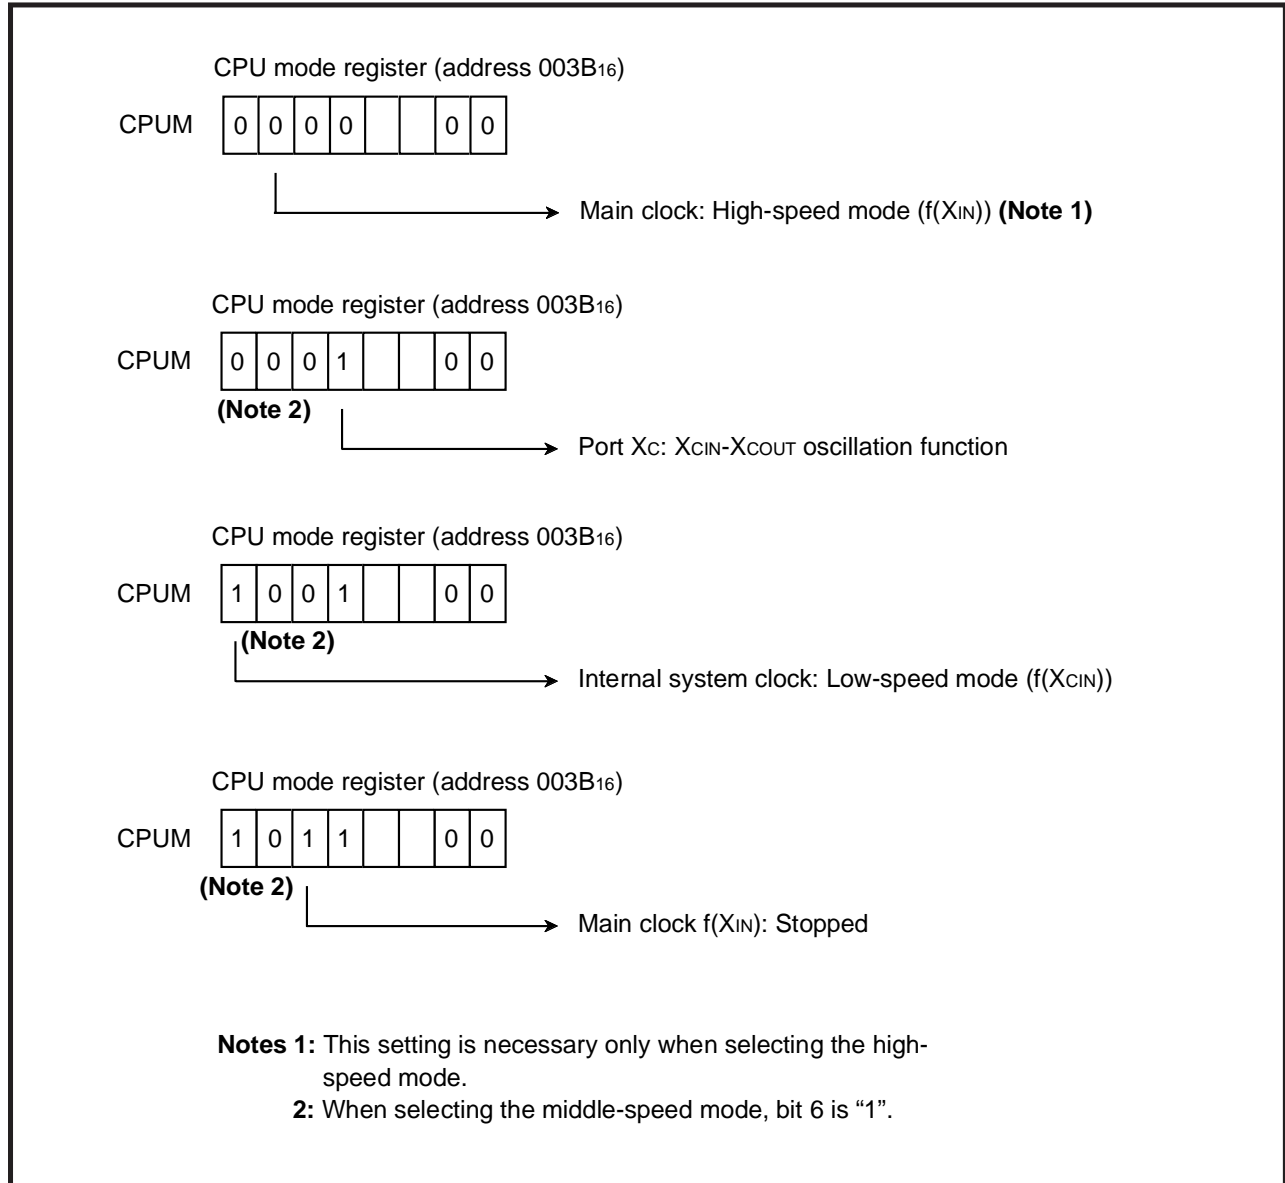 CPU mode register (address 003B16)
CPUM 0 0 0 0 0 0
Main clock: High-speed mode (f(XIN)) (Note 1)
CPU mode register (address 003B16)
CPUM 0 0 0 1 0 0
(Note 2)
Port XC: XCIN-XCOUT oscillation function
CPU mode register (address 003B16)
CPUM 1 0 0 1 0 0
(Note 2)
Internal system clock: Low-speed mode (f(XCIN))
CPU mode register (address 003B16)
CPUM 1 0 1 1 0 0
(Note 2)
Main clock f(XIN): Stopped
Notes 1: This setting is necessary only when selecting the high-
speed mode.
2: When selecting the middle-speed mode, bit 6 is “1”.